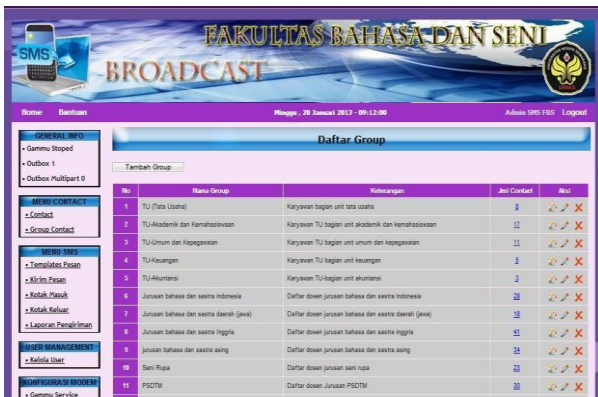 SMS
FAKULTAS BAHASA DAN SENI
BROADCAST
Home Bantuan Minggu, 20 Januari 2013 - 09:12:00 Admin SMS FBS Logout
GENERAL INFO
• Gammu Stoped
• Outbox 1
• Outbox Multipart 0
MENU CONTACT
• Contact
• Group Contact
MENU SMS
• Templates Pesan
• Kirim Pesan
• Kotak Masuk
• Kotak Keluar
• Laporan Pengiriman
USER MANAGEMENT
• Kelola User
KONFIGURASI MODEM
• Gammu Service
Daftar Group
Tambah Group
No Nama Group Keterangan Jml Contact Aksi
1 TU (Tata Usaha) Karyawan bagian unit tata usaha 8
2 TU-Akademik dan Kemahasiswaan Karyawan TU bagian unit akademik dan kemahasiswaan 17
3 TU-Umum dan Kepegawaian Karyawan TU bagian unit umum dan kepegawaian 11
4 TU-Keuangan Karyawan TU bagian unit keuangan 5
5 TU-Akuntansi Karyawan TU-bagian unit akuntansi 3
6 Jurusan bahasa dan sastra indonesia Daftar dosen jurusan bahasa dan sastra indonesia 28
7 Jurusan bahasa dan sastra daerah (jawa) Daftar dosen jurusan bahasa dan sastra daerah (jawa) 18
8 Jurusan bahasa dan sastra Inggris Daftar dosen jurusan bahasa dan sastra inggris 41
9 jurusan bahasa dan sastra asing Daftar dosen jurusan bahasa dan sastra asing 34
10 Seni Rupa Daftar dosen jurusan seni rupa 23
11 PSDTM Daftar dosen Jurusan PSDTM 30